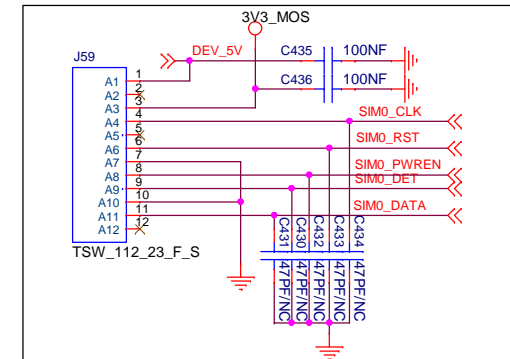 3V3_MOS
J59
DEV_5V
C435
100NF
C436
100NF
A1
1
A2
2
A3
3
A4
4
SIM0_CLK
A5
5
A6
6
SIM0_RST
A7
7
A8
8
SIM0_PWREN
A9
9
SIM0_DET
A10
10
A11
11
SIM0_DATA
A12
12
TSW_112_23_F_S
C431
C430
C432
C433
C434
47PF/NC
47PF/NC
47PF/NC
47PF/NC
47PF/NC